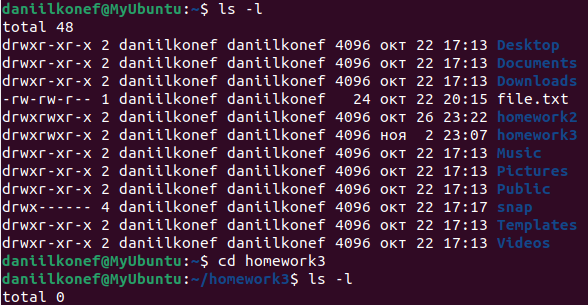 daniilkonef@MyUbuntu:~$ ls -l
total 48
drwxr-xr-x 2 daniilkonef daniilkonef 4096 окт 22 17:13 Desktop
drwxr-xr-x 2 daniilkonef daniilkonef 4096 окт 22 17:13 Documents
drwxr-xr-x 2 daniilkonef daniilkonef 4096 окт 22 17:13 Downloads
-rw-rw-r-- 1 daniilkonef daniilkonef   24 окт 22 20:15 file.txt
drwxrwxr-x 2 daniilkonef daniilkonef 4096 окт 26 23:22 homework2
drwxrwxr-x 2 daniilkonef daniilkonef 4096 ноя  2 23:07 homework3
drwxr-xr-x 2 daniilkonef daniilkonef 4096 окт 22 17:13 Music
drwxr-xr-x 2 daniilkonef daniilkonef 4096 окт 22 17:13 Pictures
drwxr-xr-x 2 daniilkonef daniilkonef 4096 окт 22 17:13 Public
drwx------ 4 daniilkonef daniilkonef 4096 окт 22 17:17 snap
drwxr-xr-x 2 daniilkonef daniilkonef 4096 окт 22 17:13 Templates
drwxr-xr-x 2 daniilkonef daniilkonef 4096 окт 22 17:13 Videos
daniilkonef@MyUbuntu:~$ cd homework3
daniilkonef@MyUbuntu:~/homework3$ ls -l
total 0